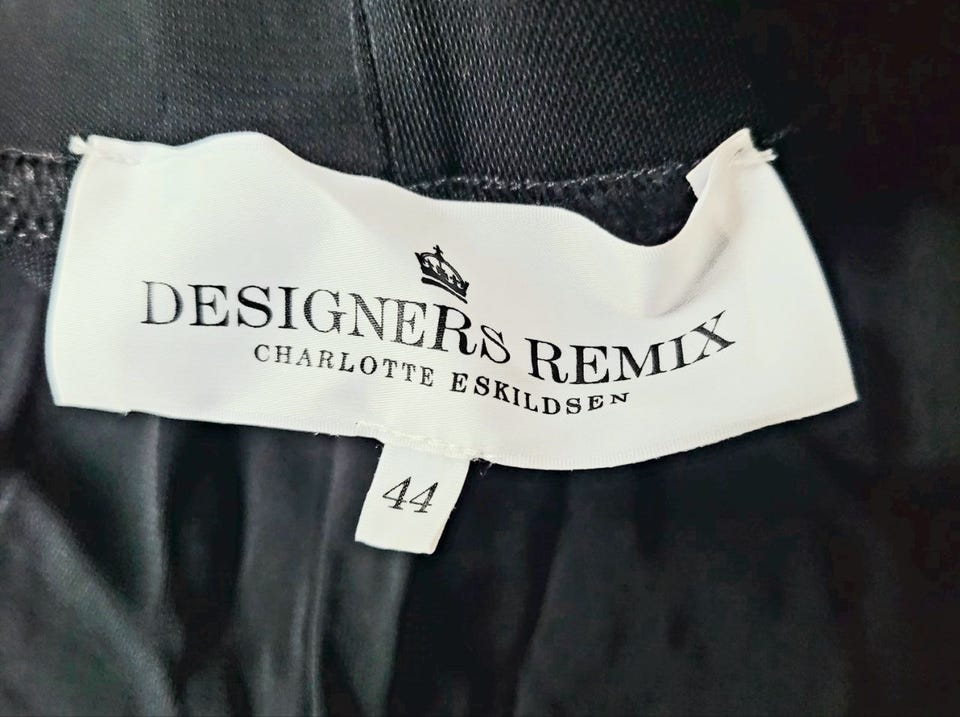 DESIGNERS REMIX
CHARLOTTE ESKILDSEN
44